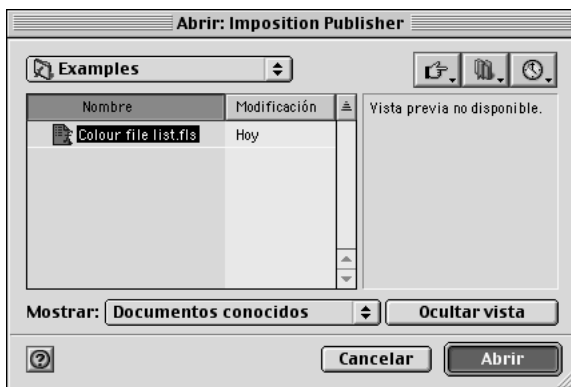 Abrir: Imposition Publisher
Examples
Nombre Modificación
Vista previa no disponible.
Colour file list.fls Hoy
Mostrar: Documentos conocidos Ocultar vista
? Cancelar Abrir